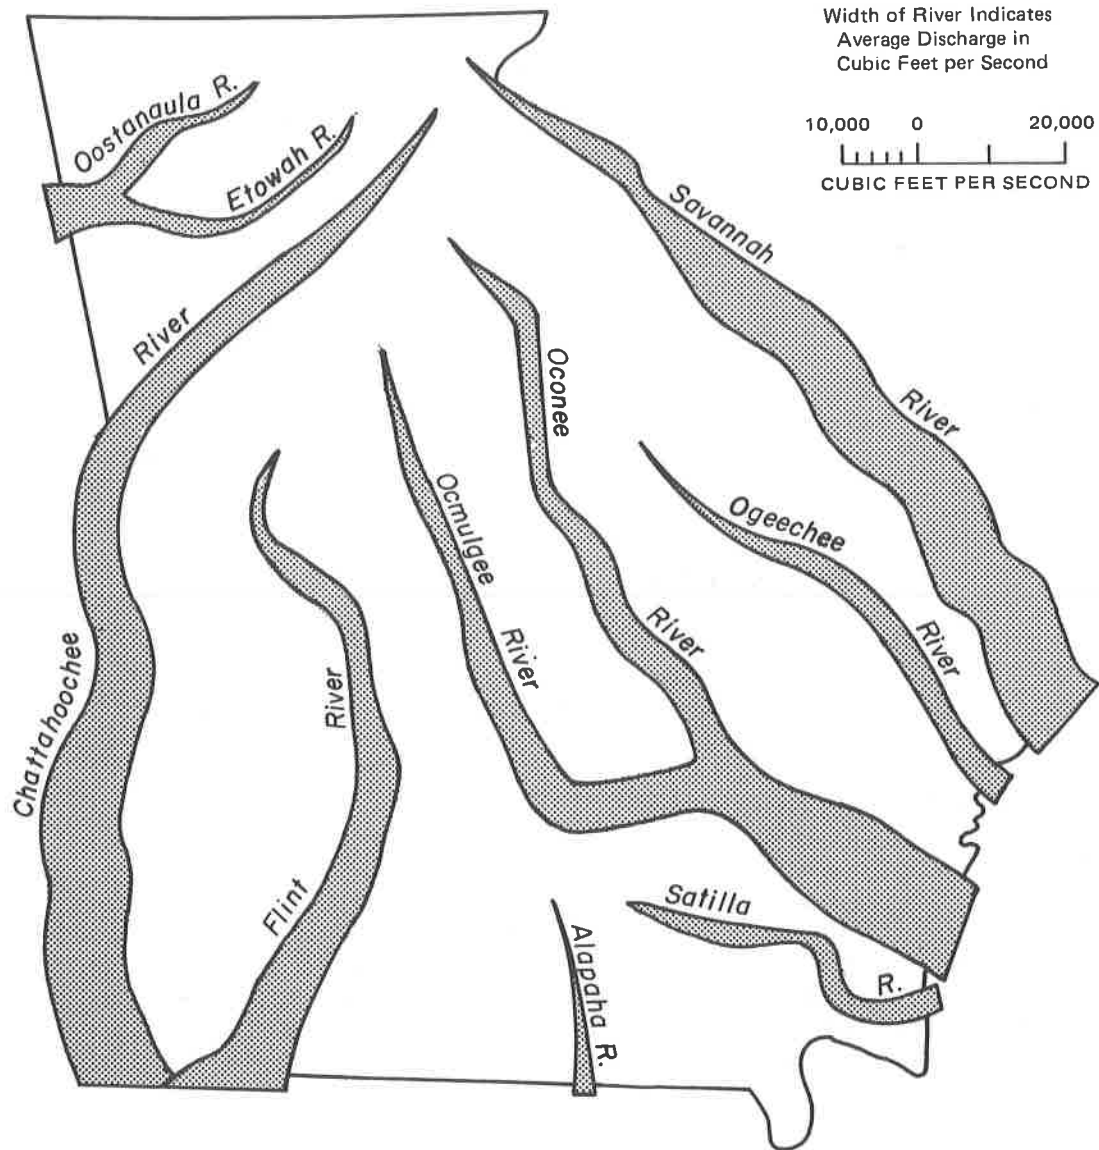 Width of River Indicates
Average Discharge in
Cubic Feet per Second
10,000 0 20,000
CUBIC FEET PER SECOND
Oostanaula R.
Etowah R.
Savannah
River
River
Oconee
River
Ocmulgee
River
Ogeechee
River
Chattahoochee
River
Flint
Satilla
R.
Alapaha R.